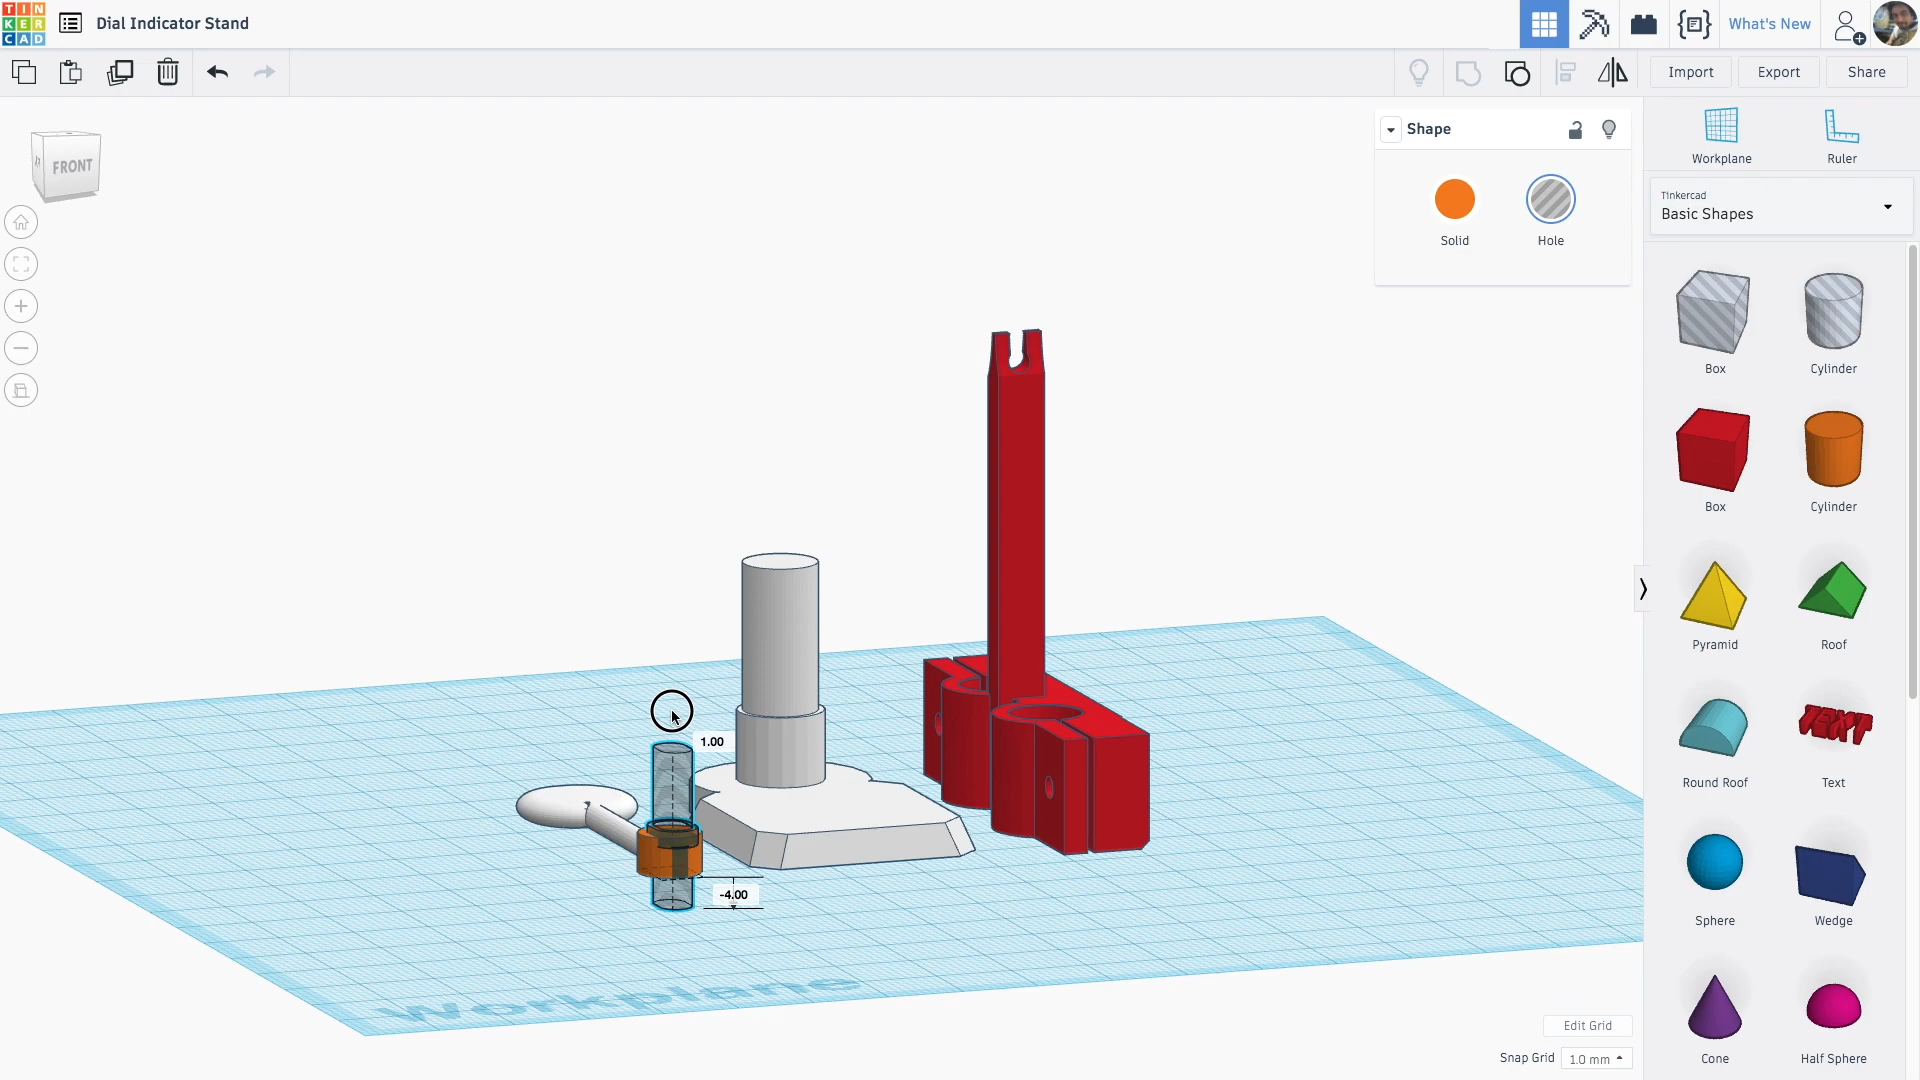 TIN
KER
CAD
Dial Indicator Stand
What's New
Import
Export
Share
FRONT
Shape
Solid
Hole
Workplane
Ruler
Tinkercad
Basic Shapes
Box
Cylinder
Box
Cylinder
Pyramid
Roof
Round Roof
TEXT
Text
Sphere
Wedge
Cone
Half Sphere
1.00
-4.00
Workplane
Edit Grid
Snap Grid
1.0 mm